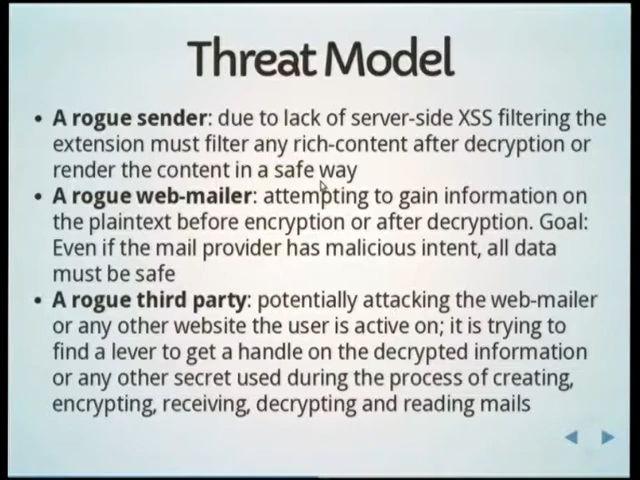 Threat Model
• A rogue sender: due to lack of server-side XSS filtering the
extension must filter any rich-content after decryption or
render the content in a safe way
• A rogue web-mailer: attempting to gain information on
the plaintext before encryption or after decryption. Goal:
Even if the mail provider has malicious intent, all data
must be safe
• A rogue third party: potentially attacking the web-mailer
or any other website the user is active on; it is trying to
find a lever to get a handle on the decrypted information
or any other secret used during the process of creating,
encrypting, receiving, decrypting and reading mails